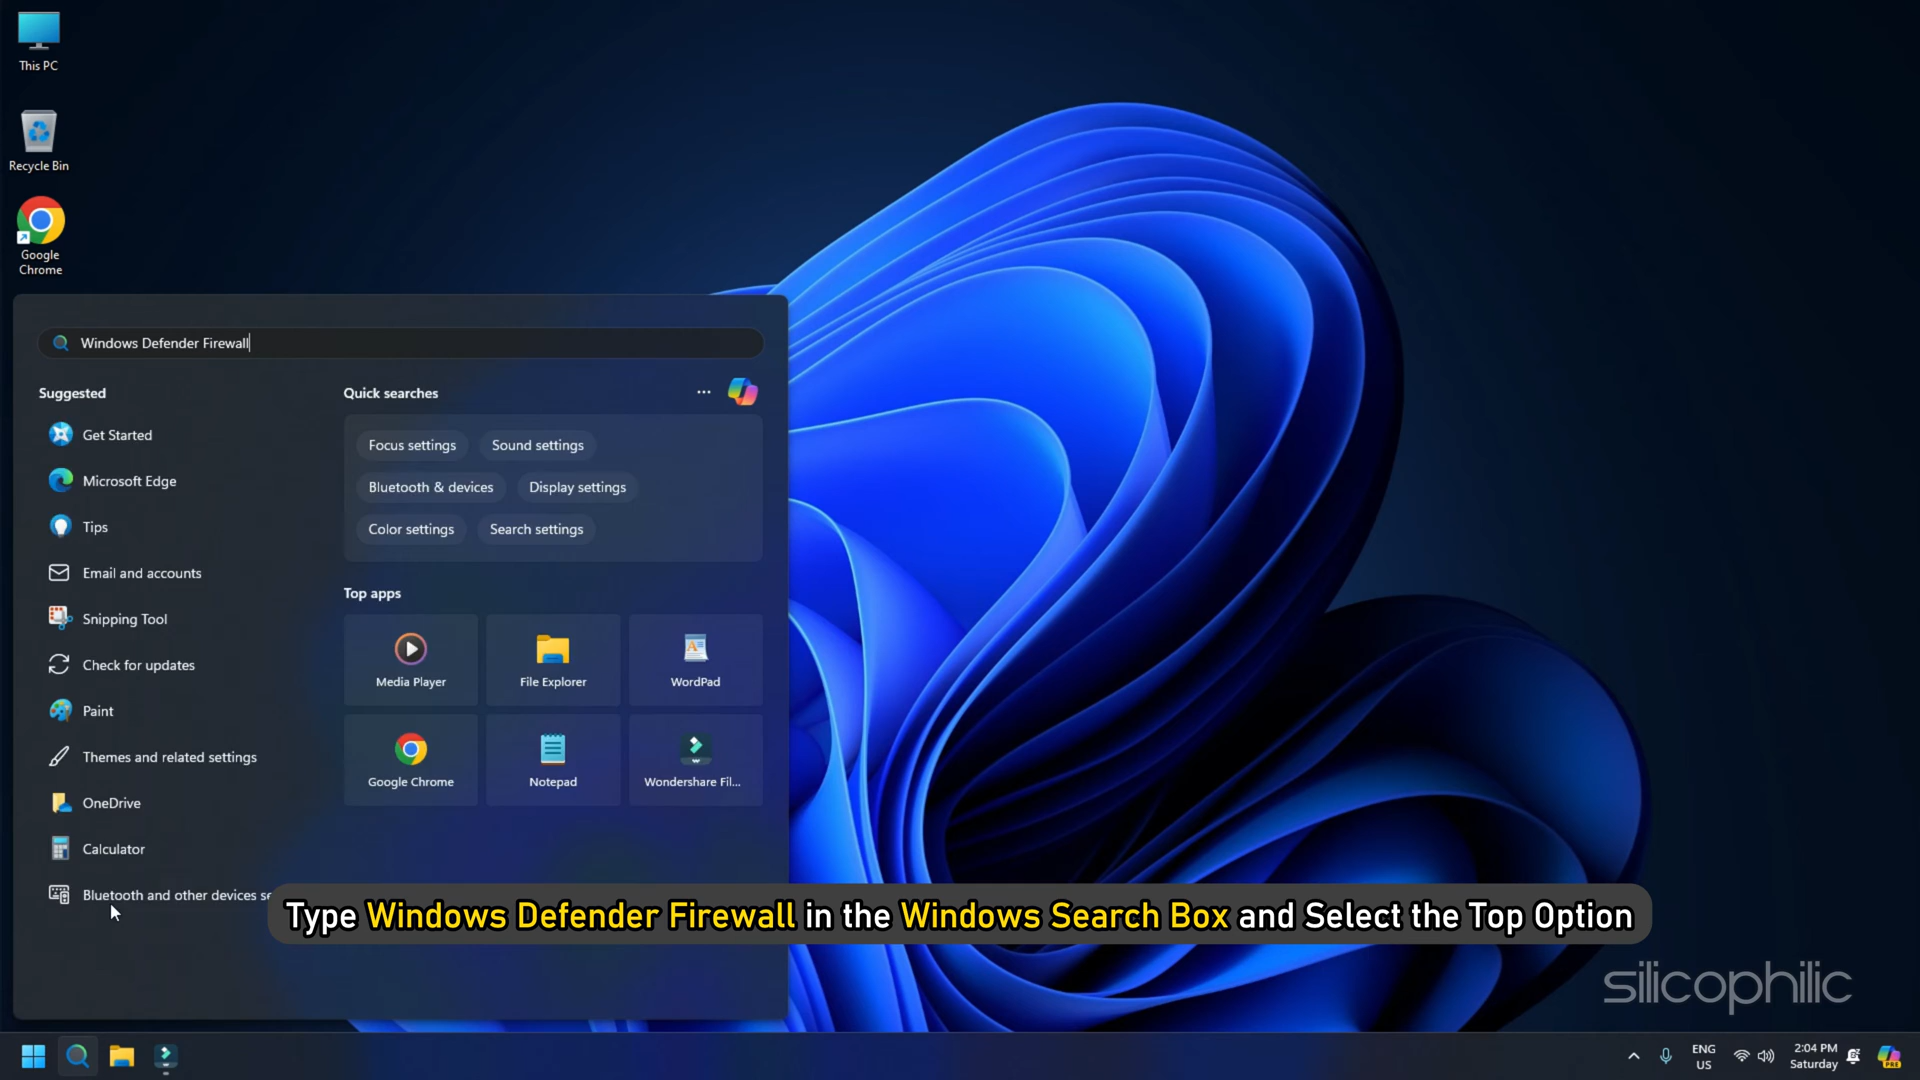 This PC
Recycle Bin
Google
Chrome
Windows Defender Firewall
Suggested
Get Started
Microsoft Edge
Tips
Email and accounts
Snipping Tool
Check for updates
Paint
Themes and related settings
OneDrive
Calculator
Bluetooth and other devices se
Quick searches
Focus settings
Sound settings
Bluetooth & devices
Display settings
Color settings
Search settings
Top apps
Media Player
File Explorer
WordPad
Google Chrome
Notepad
Wondershare Fil...
Type Windows Defender Firewall in the Windows Search Box and Select the Top Option
silicophilic
ENG
US
2:04 PM
Saturday
PRE